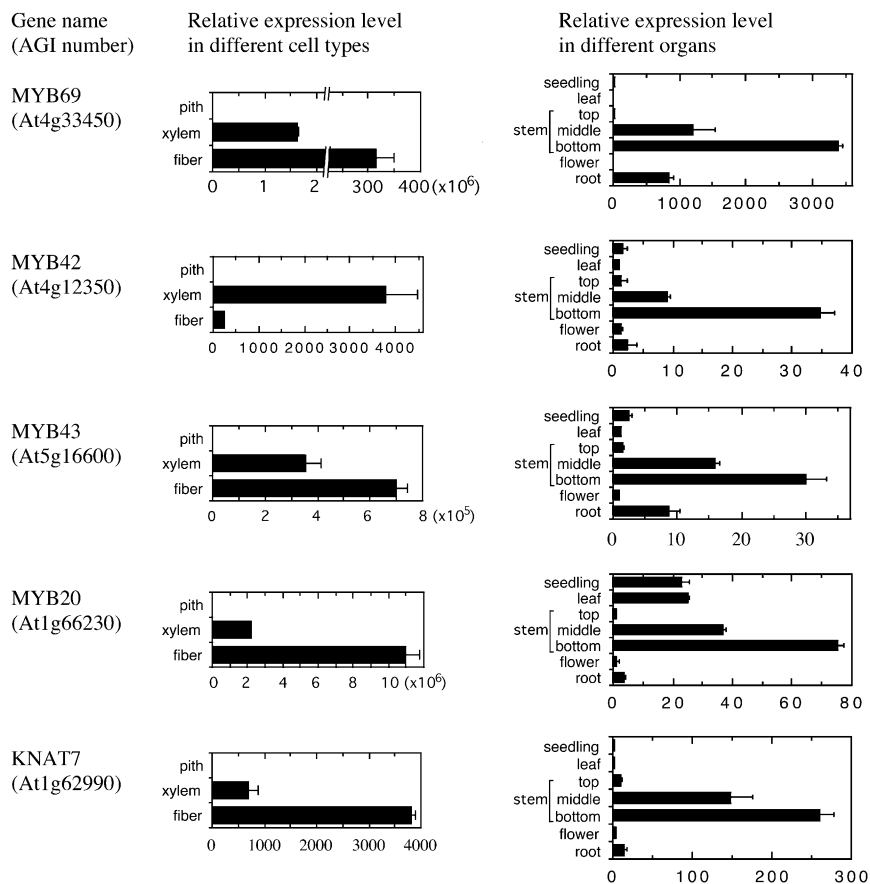 Gene name Relative expression level Relative expression level
(AGI number) in different cell types in different organs
MYB69
(At4g33450)
pith
xylem
fiber
0 1 2 300 400 (x10⁶)
seedling
leaf
top
stem middle
bottom
flower
root
0 1000 2000 3000
MYB42
(At4g12350)
pith
xylem
fiber
0 1000 2000 3000 4000
seedling
leaf
top
stem middle
bottom
flower
root
0 10 20 30 40
MYB43
(At5g16600)
pith
xylem
fiber
0 2 4 6 8 (x10⁵)
seedling
leaf
top
stem middle
bottom
flower
root
0 10 20 30
MYB20
(At1g66230)
pith
xylem
fiber
0 2 4 6 8 10 (x10⁶)
seedling
leaf
top
stem middle
bottom
flower
root
0 20 40 60 80
KNAT7
(At1g62990)
pith
xylem
fiber
0 1000 2000 3000 4000
seedling
leaf
top
stem middle
bottom
flower
root
0 100 200 300